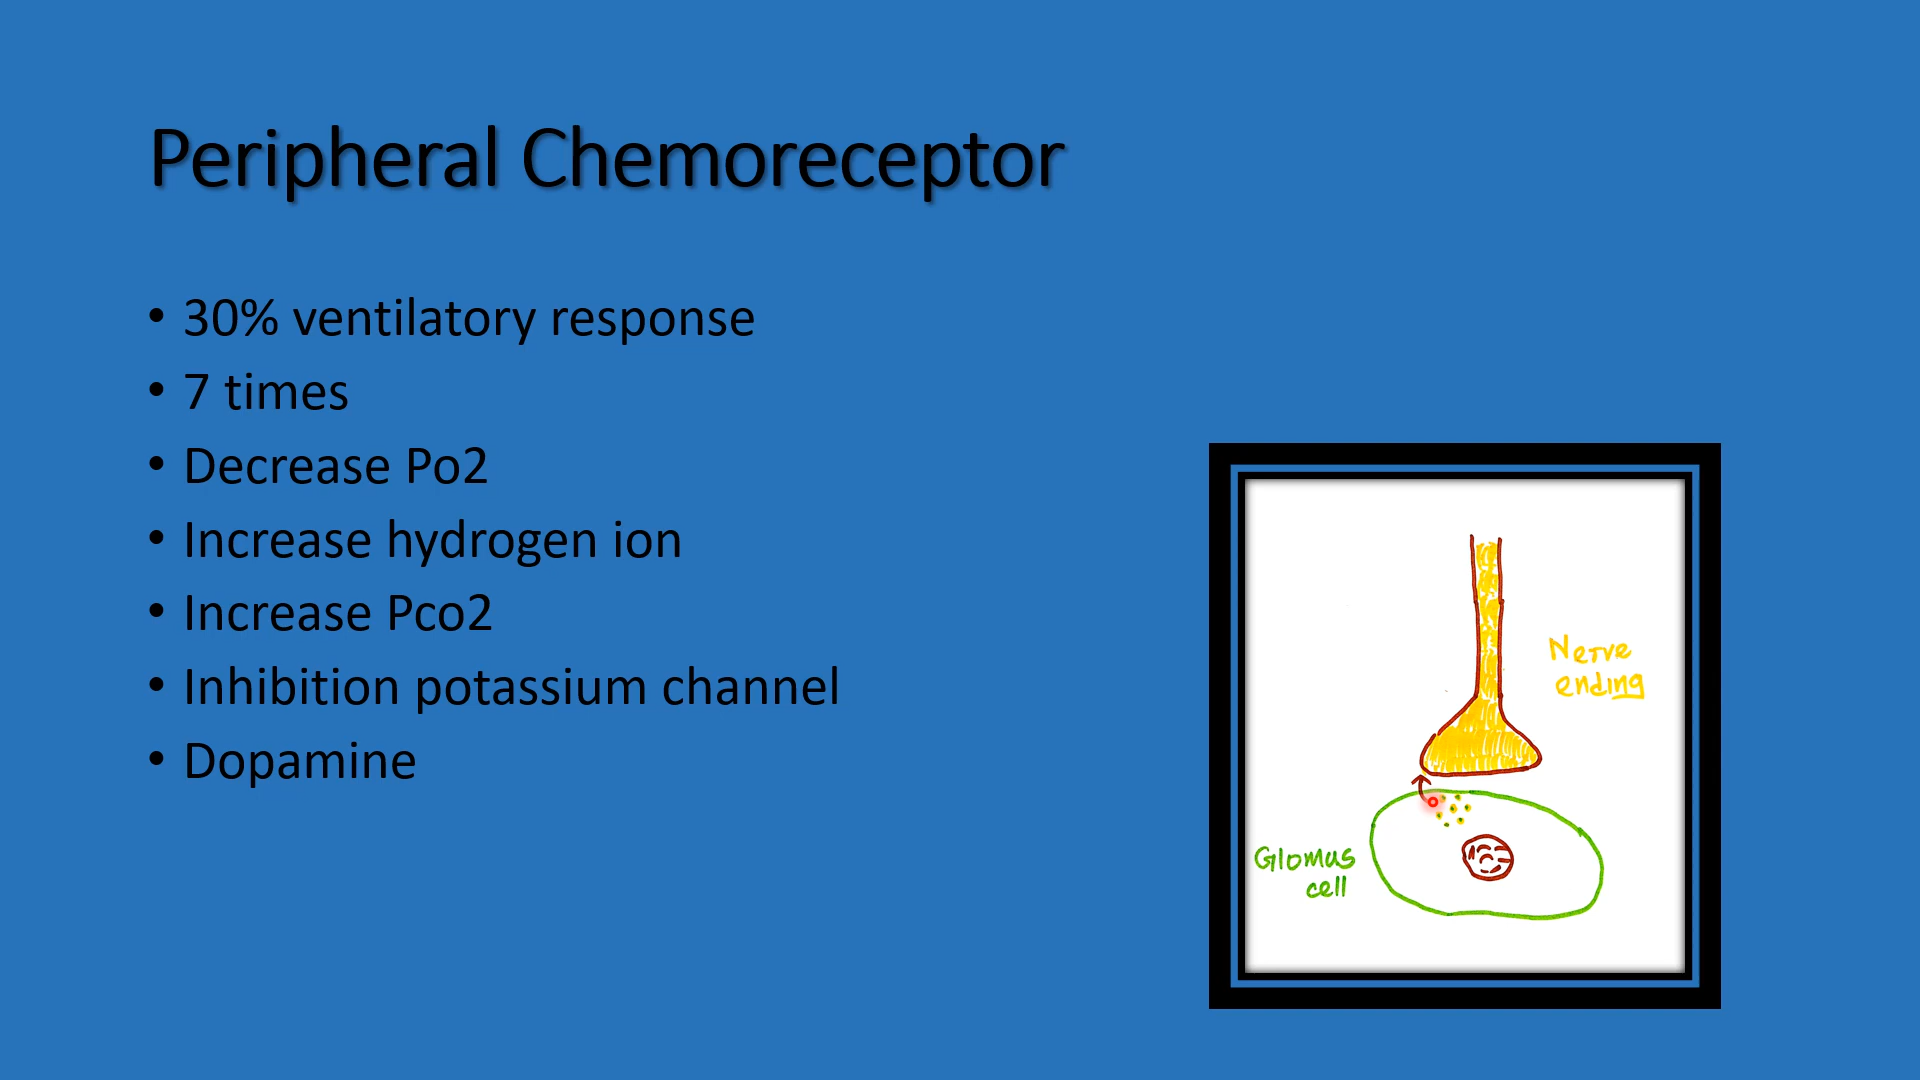 Peripheral Chemoreceptor
• 30% ventilatory response
• 7 times
• Decrease Po2
• Increase hydrogen ion
• Increase Pco2
• Inhibition potassium channel
• Dopamine
Nerve
ending
Glomus
cell